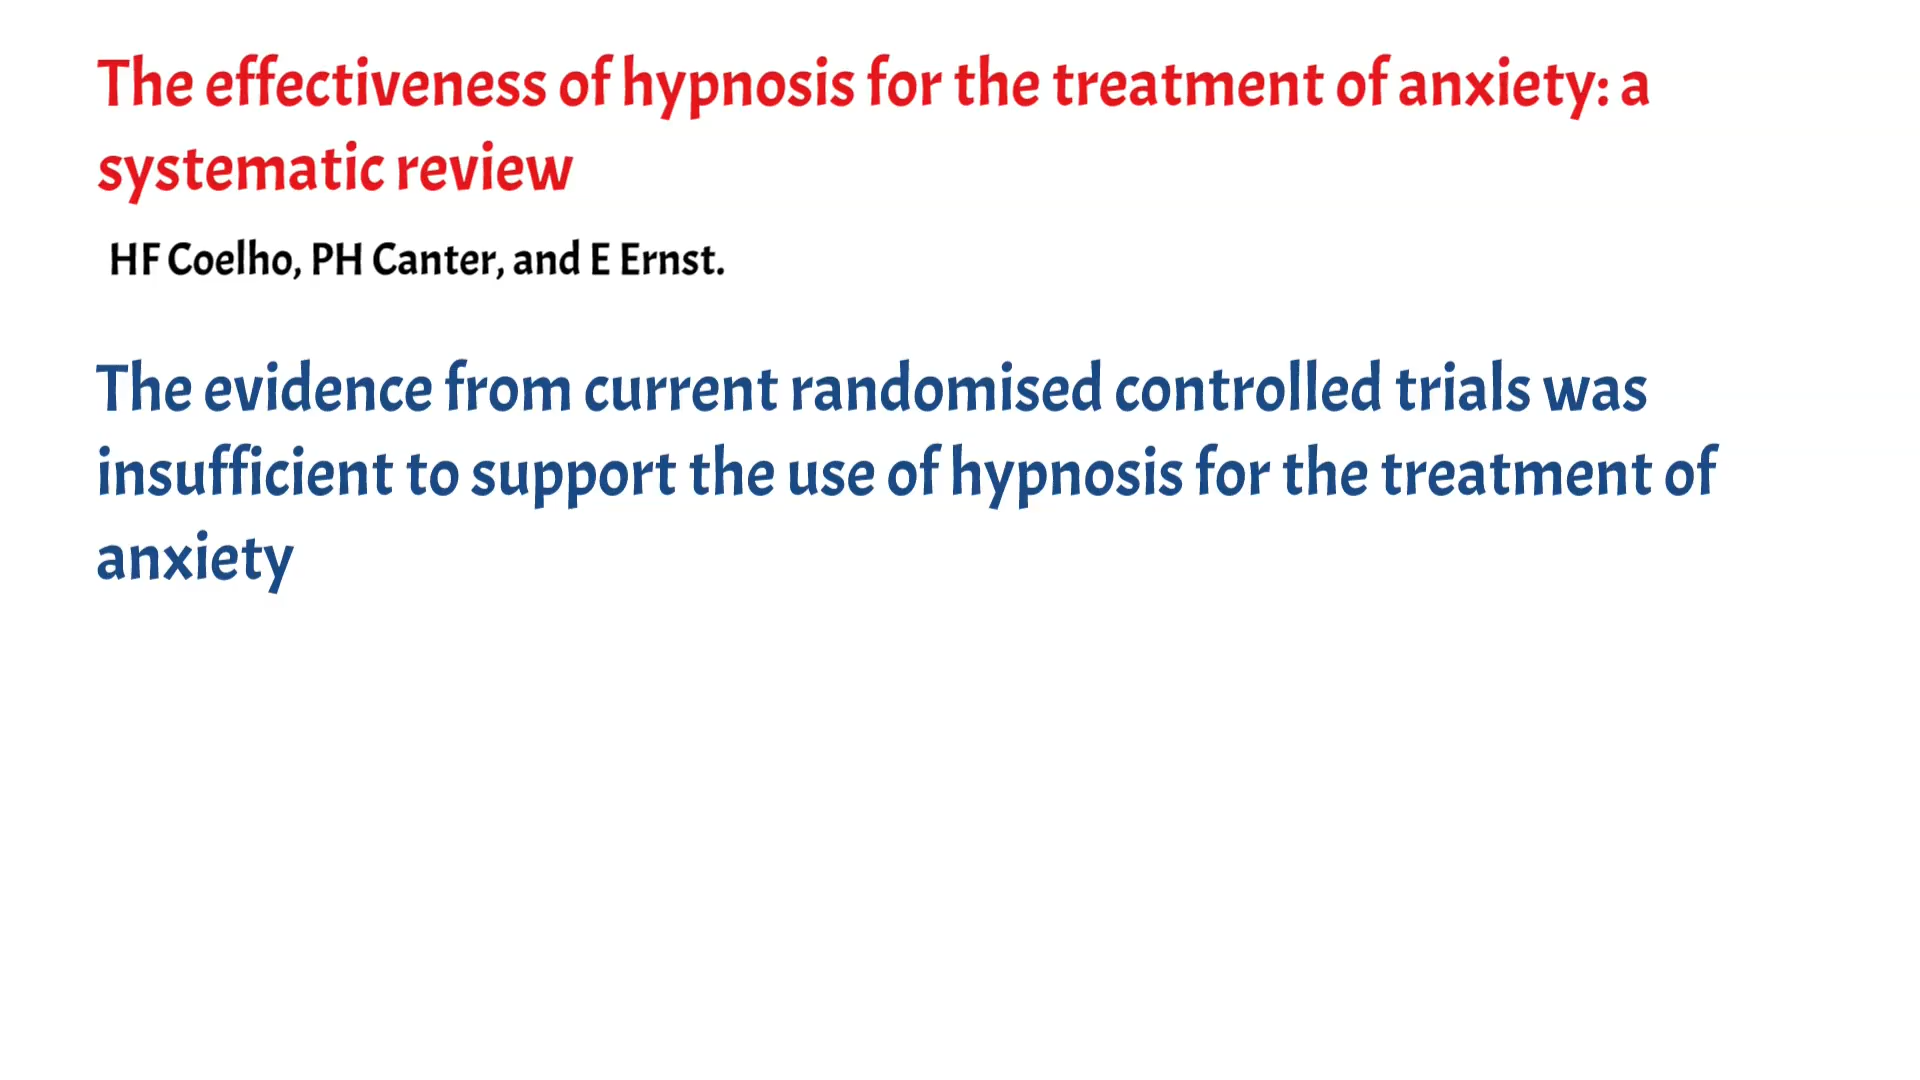 The effectiveness of hypnosis for the treatment of anxiety: a
systematic review
HF Coelho, PH Canter, and E Ernst.
The evidence from current randomised controlled trials was
insufficient to support the use of hypnosis for the treatment of
anxiety